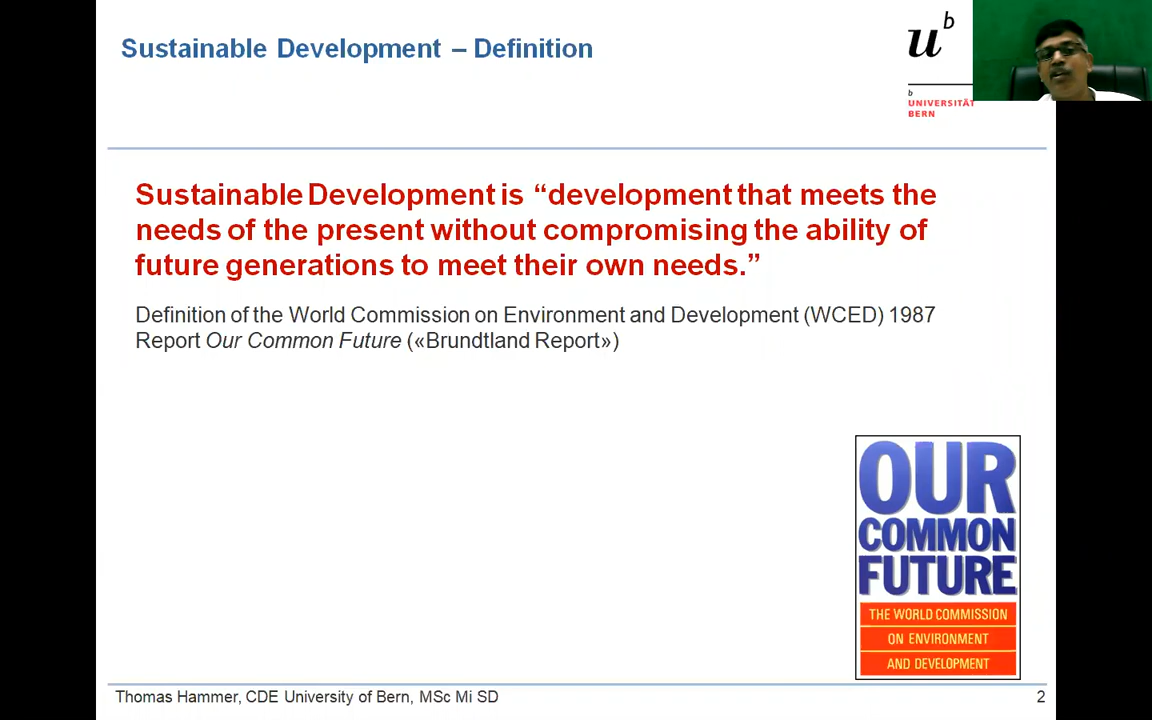 Sustainable Development – Definition
u b
b
UNIVERSITÄT
BERN
Sustainable Development is “development that meets the
needs of the present without compromising the ability of
future generations to meet their own needs.”
Definition of the World Commission on Environment and Development (WCED) 1987
Report Our Common Future («Brundtland Report»)
OUR
COMMON
FUTURE
THE WORLD COMMISSION
ON ENVIRONMENT
AND DEVELOPMENT
Thomas Hammer, CDE University of Bern, MSc Mi SD
2